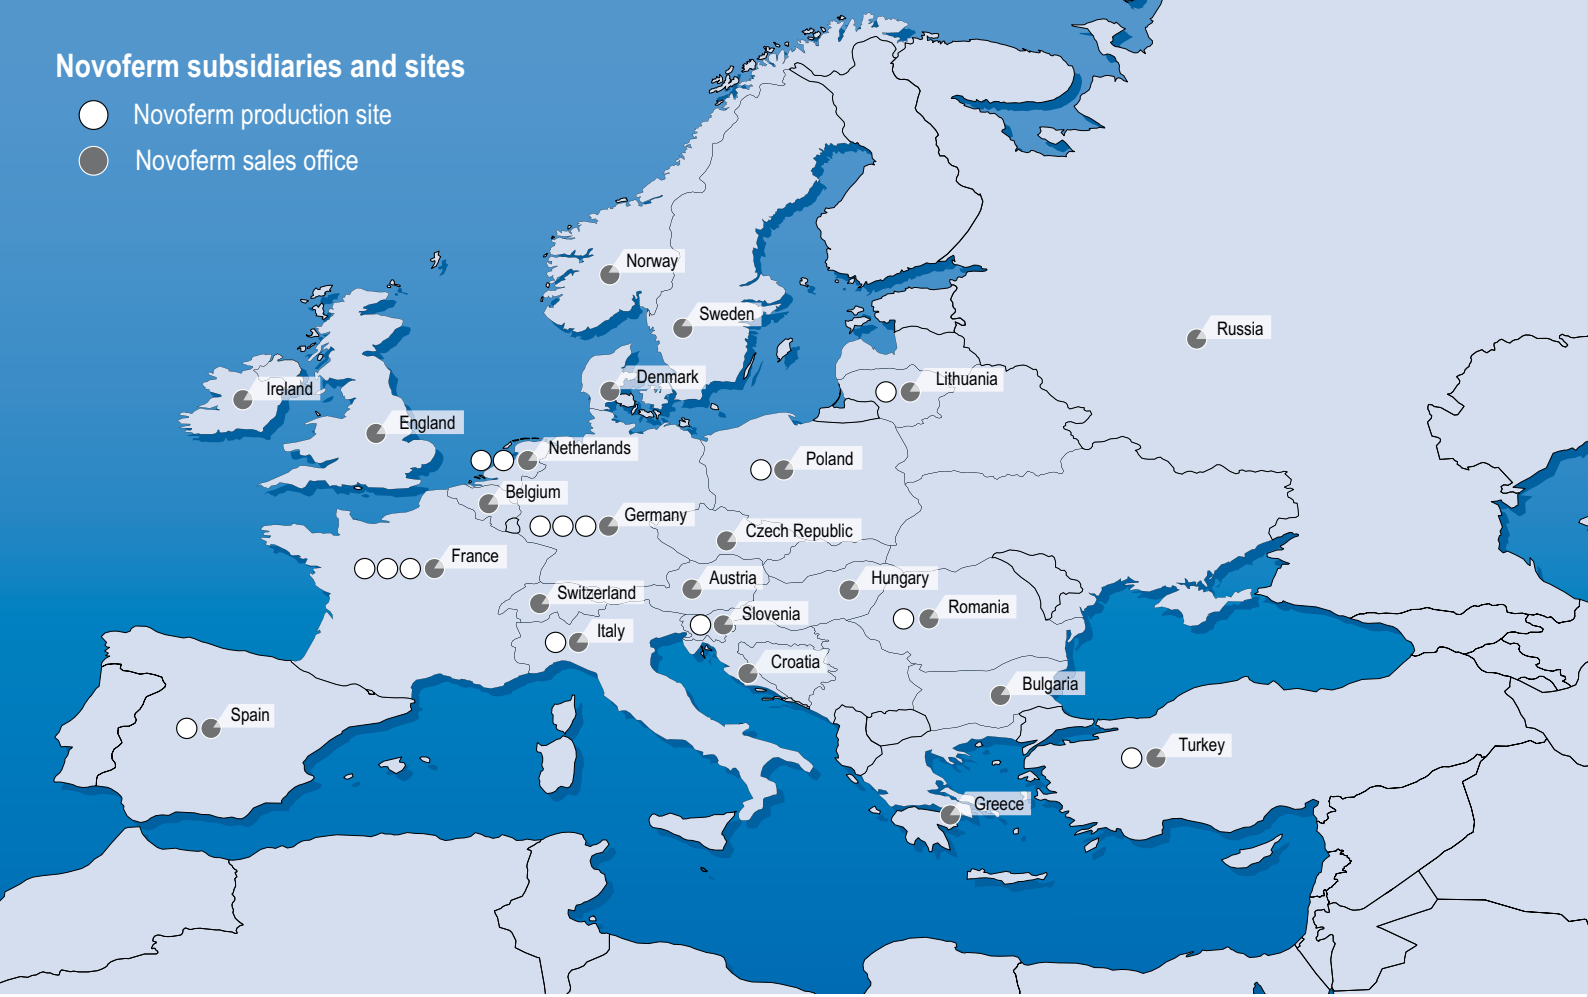 Novoferm subsidiaries and sites
Novoferm production site
Novoferm sales office
Norway
Sweden
Russia
Denmark
Lithuania
Ireland
England
Netherlands
Poland
Belgium
Germany
Czech Republic
France
Austria
Hungary
Switzerland
Romania
Slovenia
Italy
Croatia
Bulgaria
Spain
Turkey
Greece